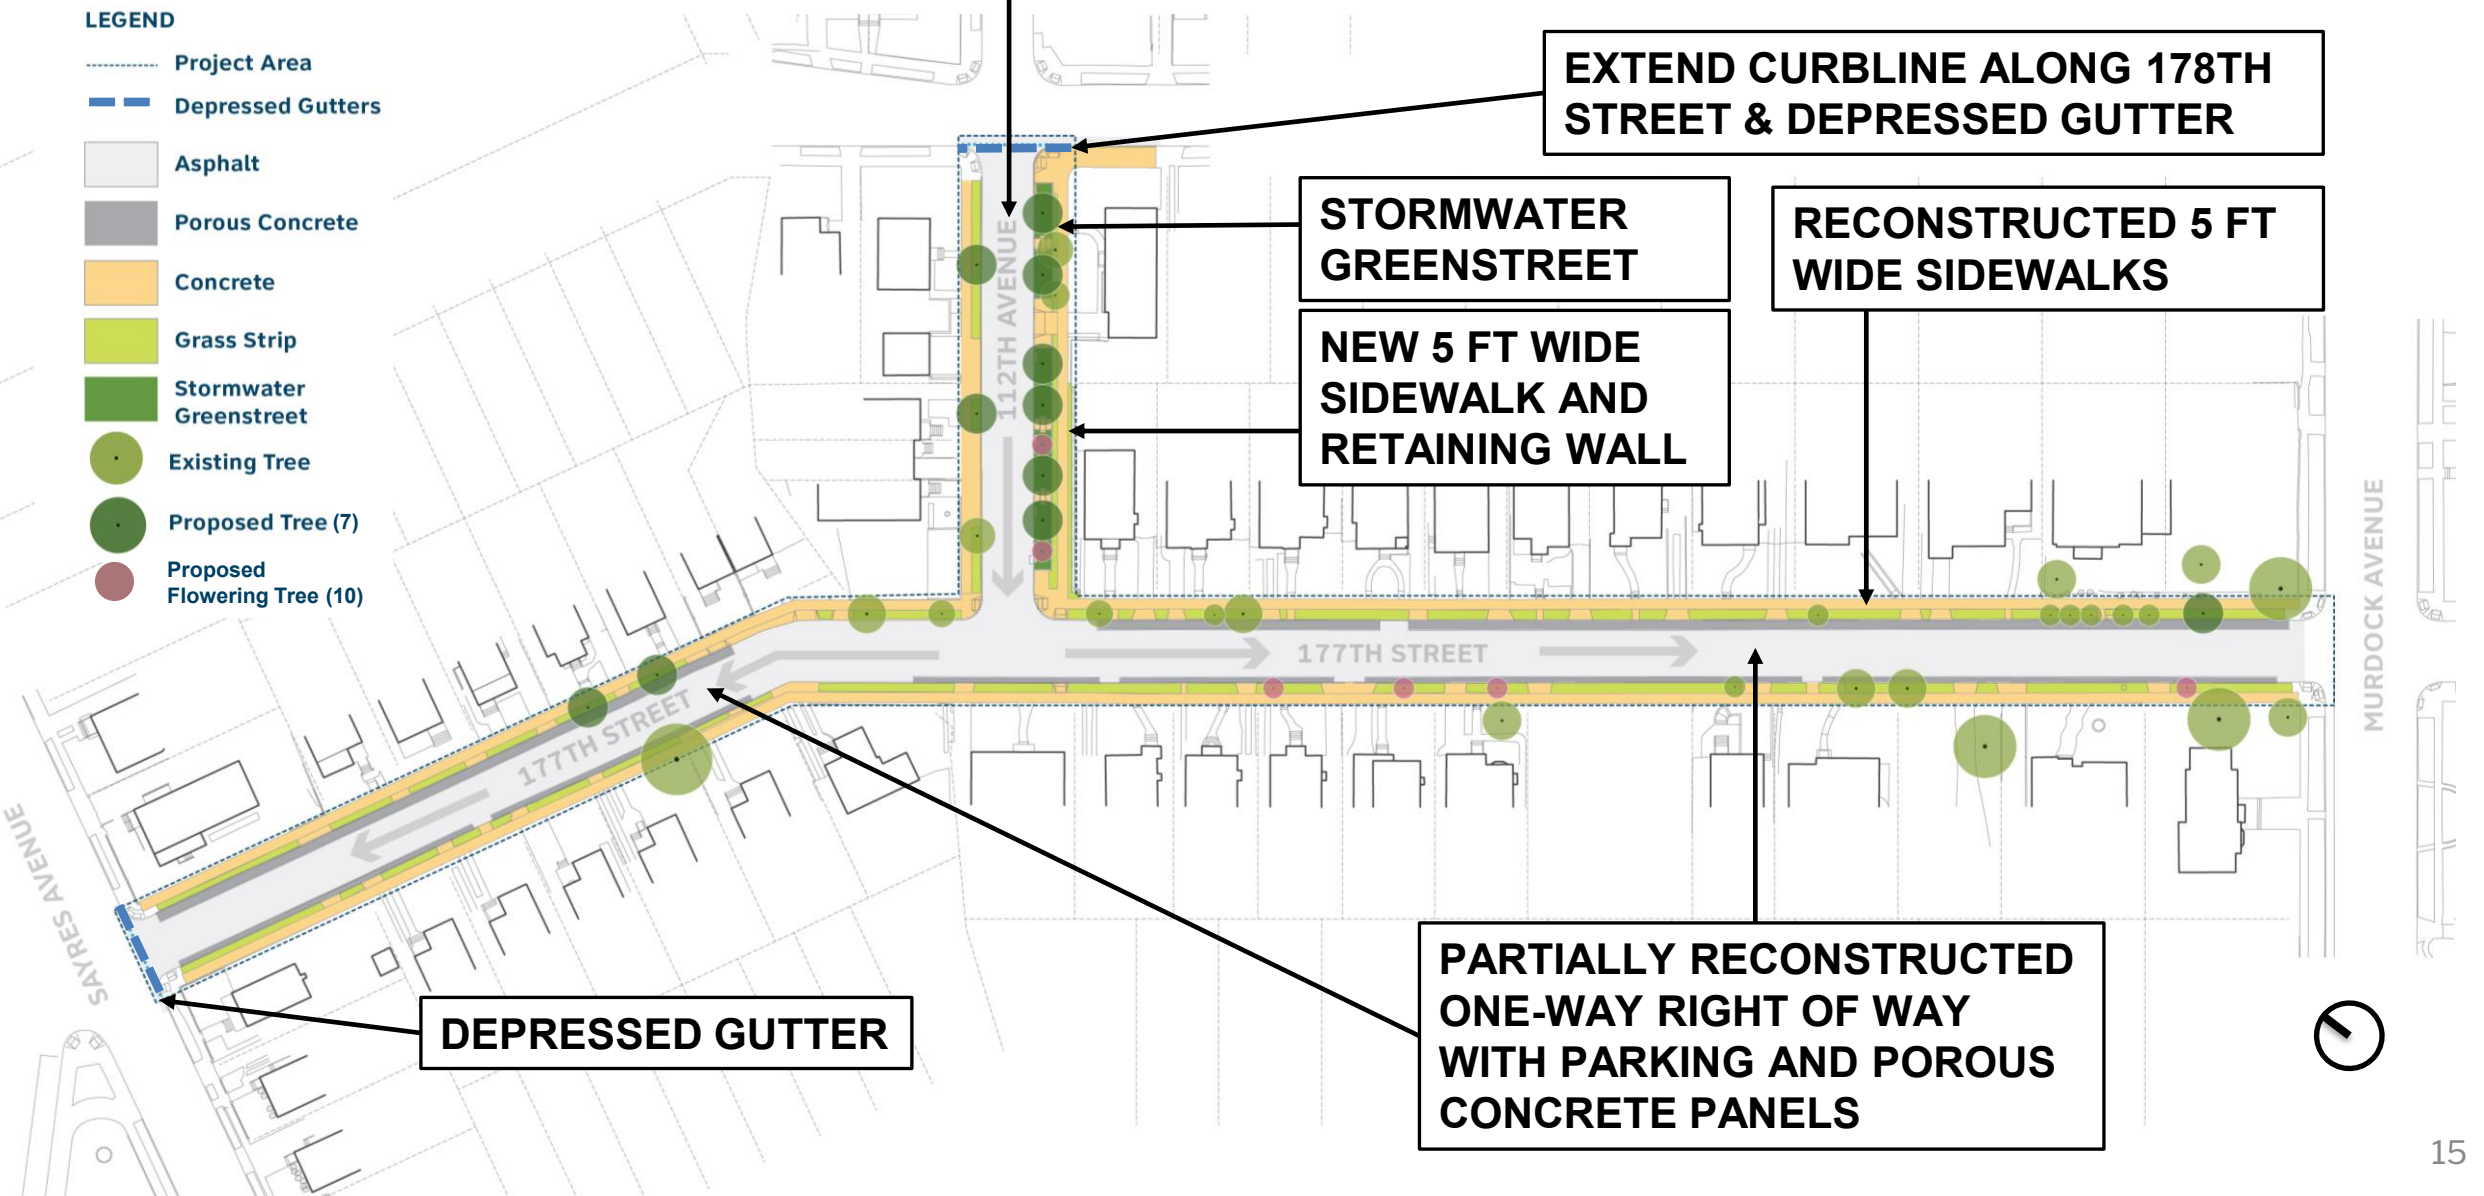 LEGEND
Project Area
Depressed Gutters
Asphalt
Porous Concrete
Concrete
Grass Strip
Stormwater
Greenstreet
Existing Tree
Proposed Tree (7)
Proposed
Flowering Tree (10)
EXTEND CURBLINE ALONG 178TH
STREET & DEPRESSED GUTTER
STORMWATER
GREENSTREET
RECONSTRUCTED 5 FT
WIDE SIDEWALKS
NEW 5 FT WIDE
SIDEWALK AND
RETAINING WALL
112TH AVENUE
177TH STREET
177TH STREET
MURDOCK AVENUE
SAYRES AVENUE
DEPRESSED GUTTER
PARTIALLY RECONSTRUCTED
ONE-WAY RIGHT OF WAY
WITH PARKING AND POROUS
CONCRETE PANELS
15